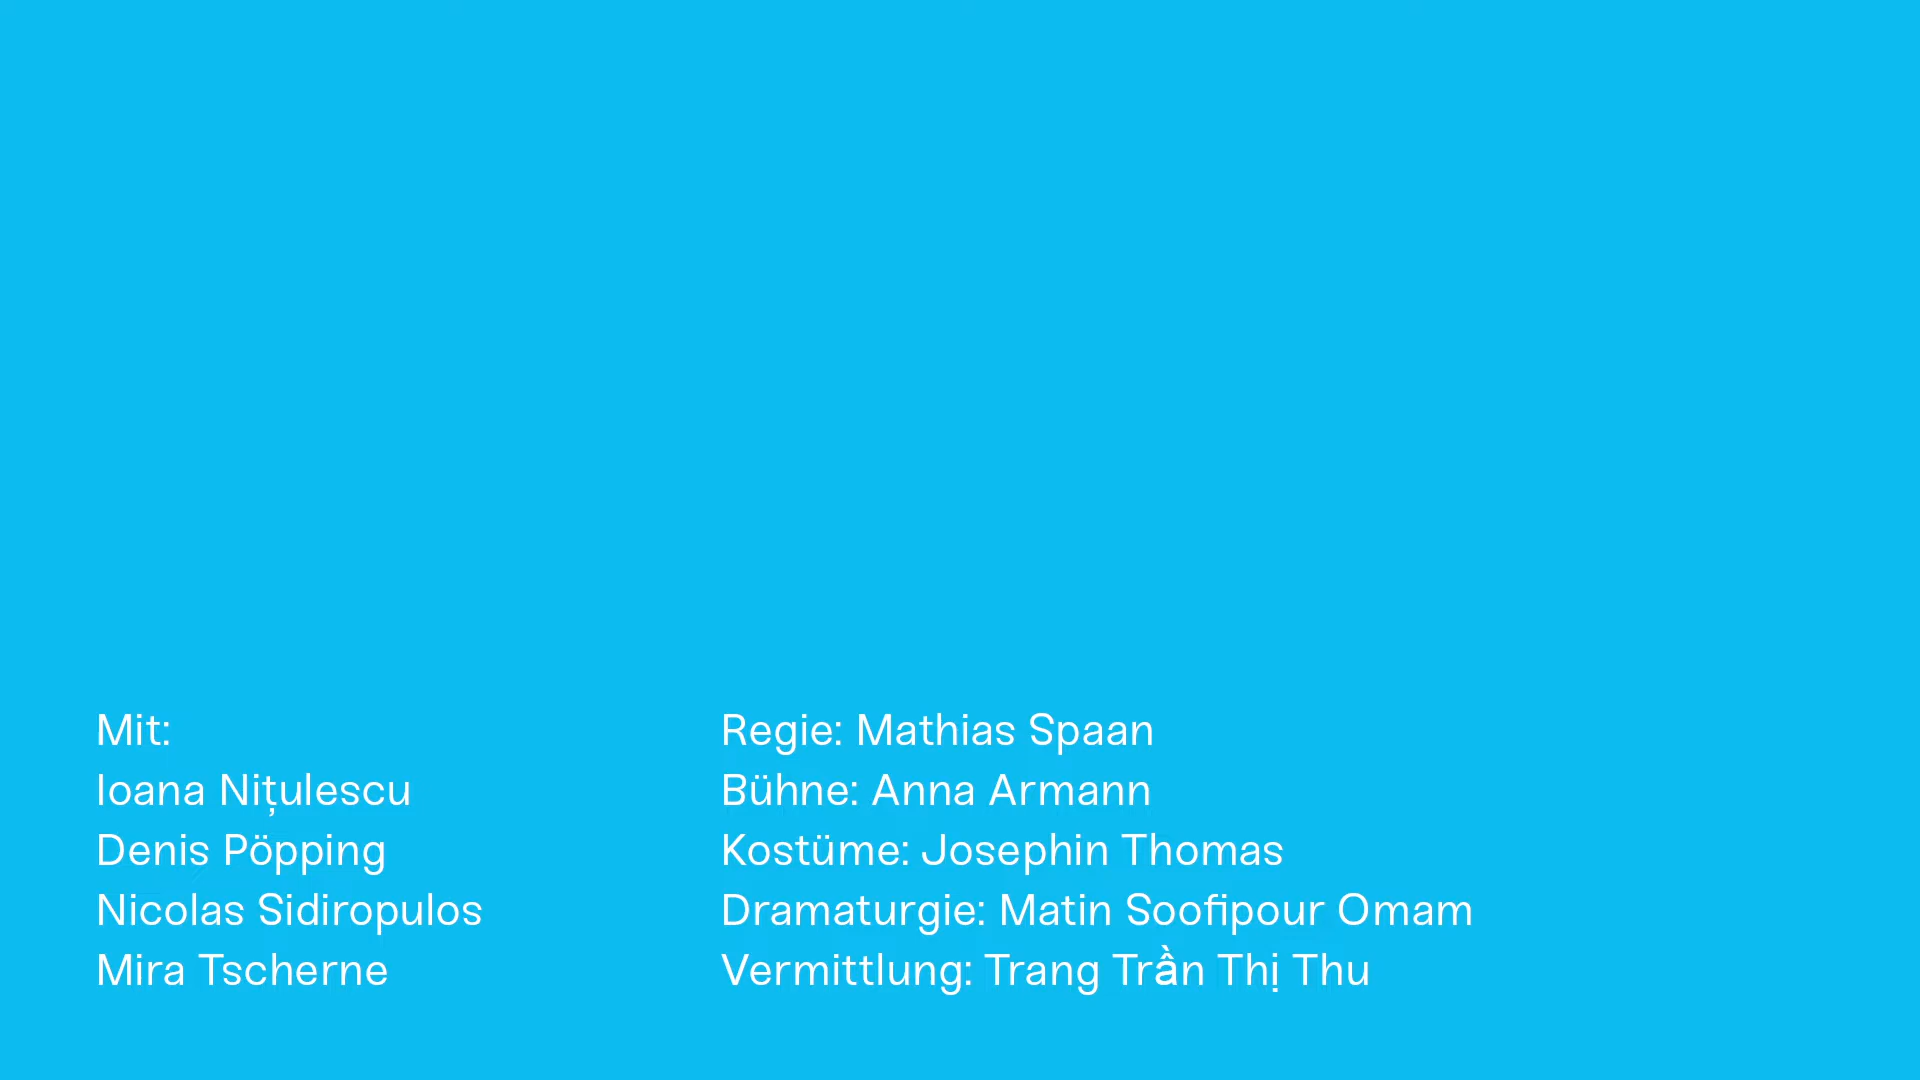 Mit:
Ioana Nițulescu
Denis Pöpping
Nicolas Sidiropulos
Mira Tscherne
Regie: Mathias Spaan
Bühne: Anna Armann
Kostüme: Josephin Thomas
Dramaturgie: Matin Soofipour Omam
Vermittlung: Trang Trần Thị Thu